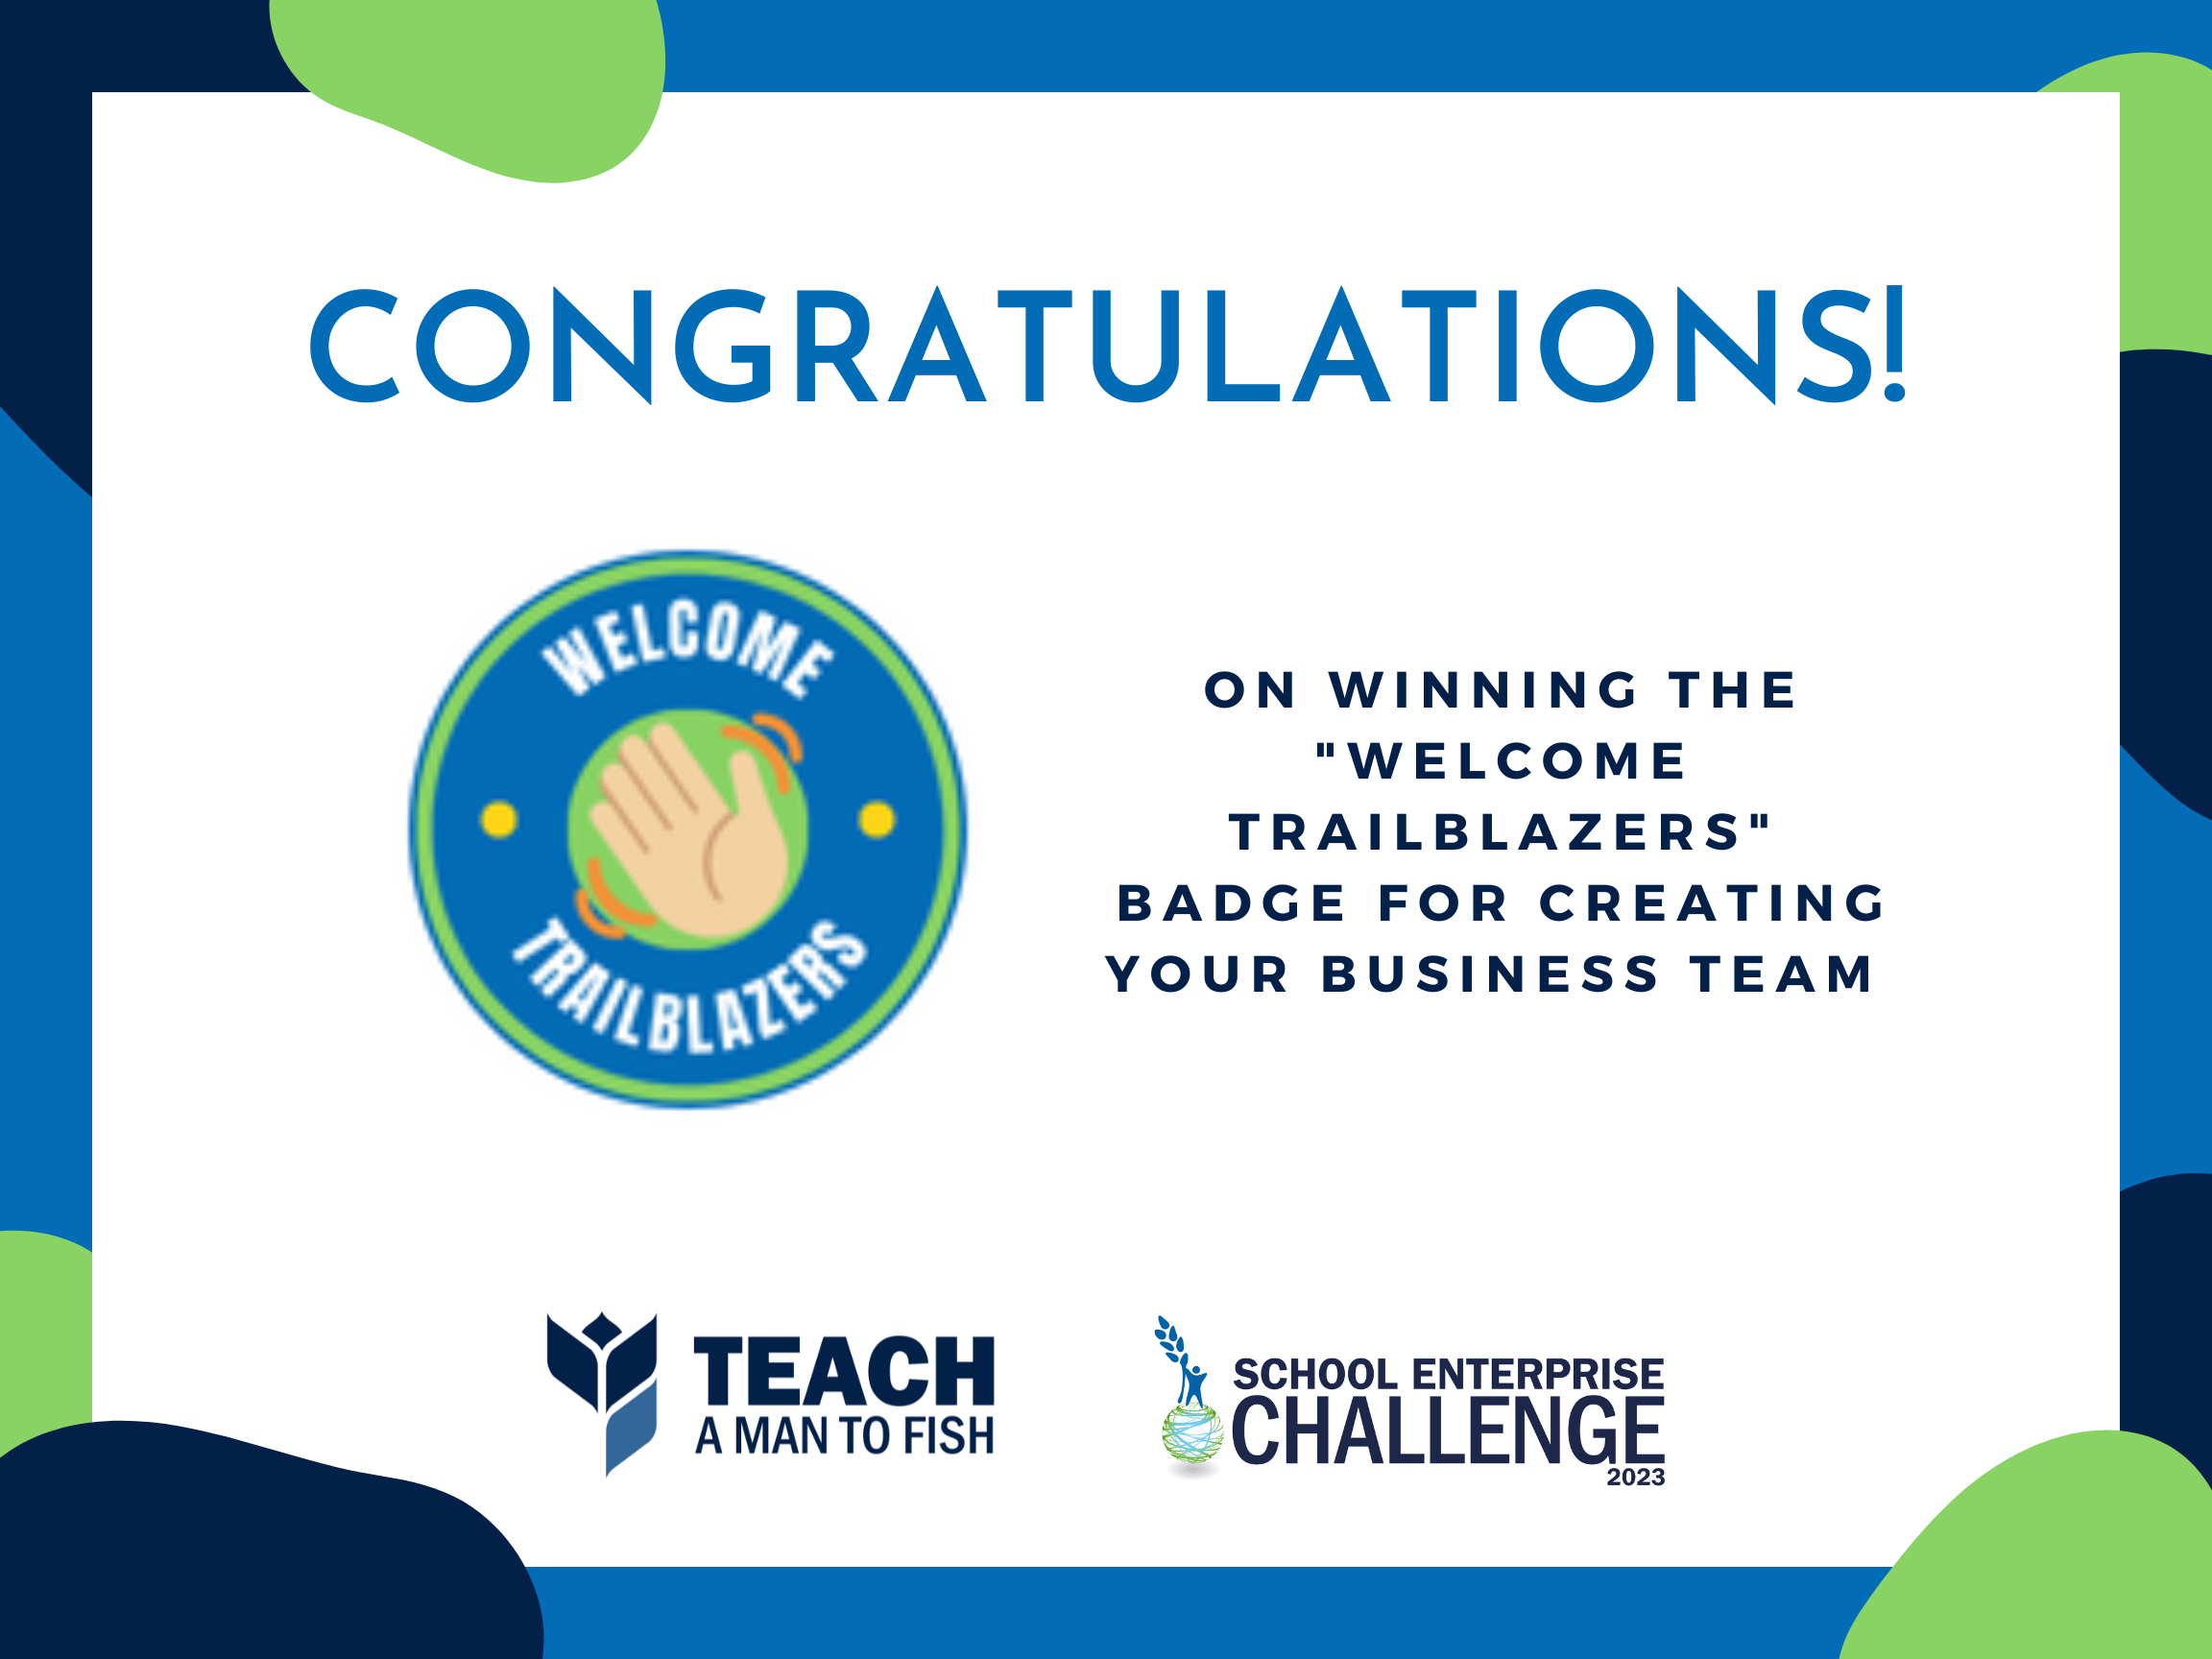 CONGRATULATIONS!
WELCOME
TRAILBLAZERS
ON WINNING THE
"WELCOME
TRAILBLAZERS"
BADGE FOR CREATING
YOUR BUSINESS TEAM
TEACH
A MAN TO FISH
SCHOOL ENTERPRISE
CHALLENGE
2023